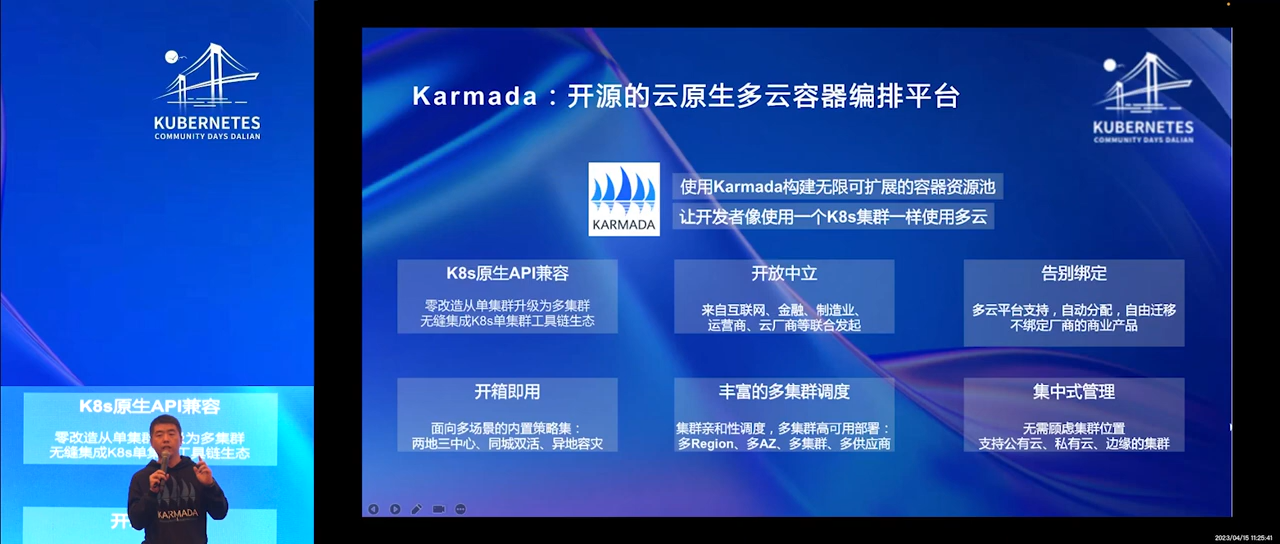 KUBERNETES
COMMUNITY DAYS DALIAN
K8s原生API兼容
零改造从单集群升级为多集群
无缝集成K8s单集群工具链生态
开
KARMADA
Karmada：开源的云原生多云容器编排平台
KUBERNETES
COMMUNITY DAYS DALIAN
KARMADA
使用Karmada构建无限可扩展的容器资源池
让开发者像使用一个K8s集群一样使用多云
K8s原生API兼容
零改造从单集群升级为多集群
无缝集成K8s单集群工具链生态
开放中立
来自互联网、金融、制造业、
运营商、云厂商等联合发起
告别绑定
多云平台支持，自动分配，自由迁移
不绑定厂商的商业产品
开箱即用
面向多场景的内置策略集：
两地三中心、同城双活、异地容灾
丰富的多集群调度
集群亲和性调度，多集群高可用部署：
多Region、多AZ、多集群、多供应商
集中式管理
无需顾虑集群位置
支持公有云、私有云、边缘的集群
2023/04/15 11:25:41